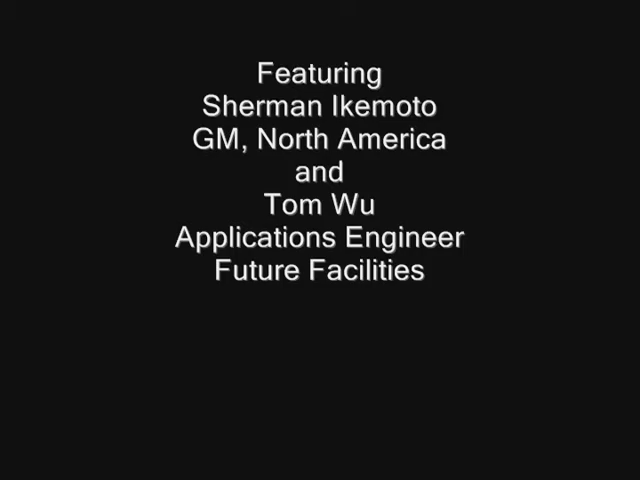 Featuring
Sherman Ikemoto
GM, North America
and
Tom Wu
Applications Engineer
Future Facilities